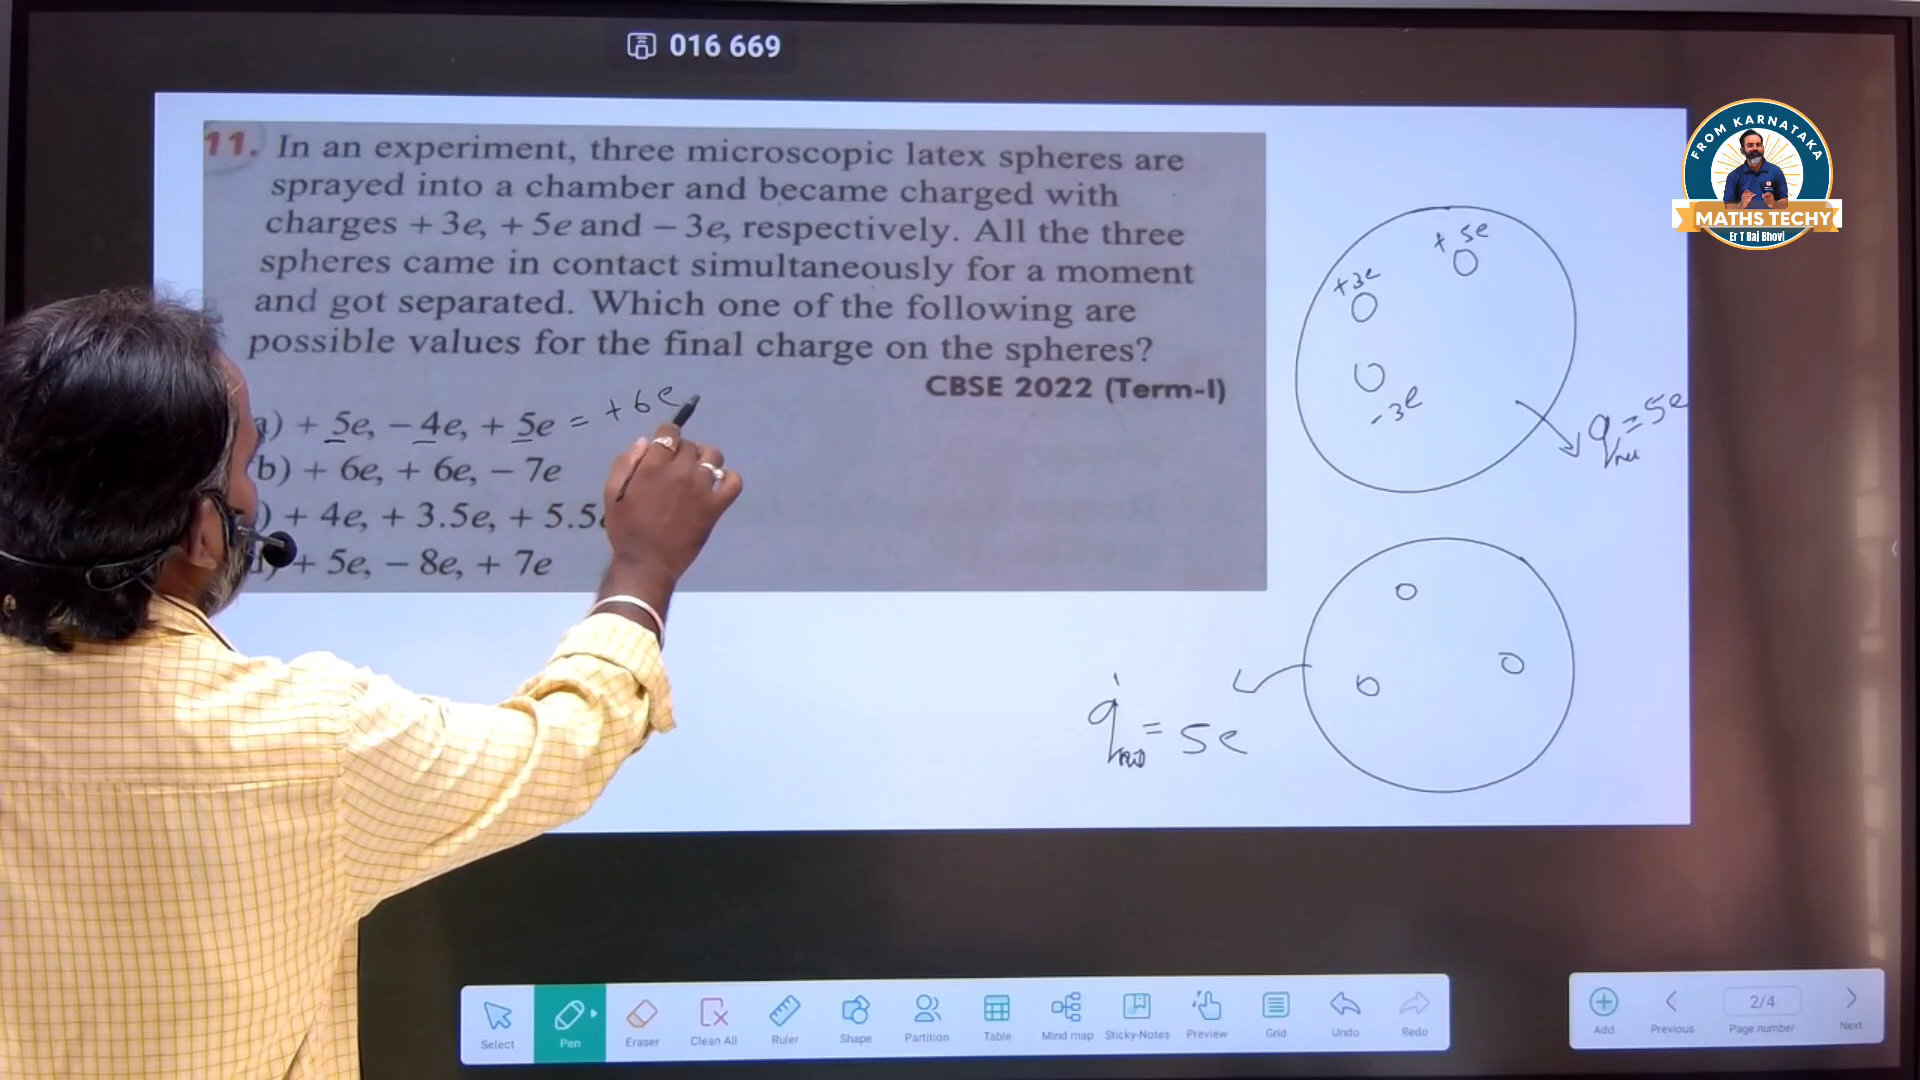 016 669
11. In an experiment, three microscopic latex spheres are
sprayed into a chamber and became charged with
charges + 3e, + 5e and − 3e, respectively. All the three
spheres came in contact simultaneously for a moment
and got separated. Which one of the following are
possible values for the final charge on the spheres?
CBSE 2022 (Term-I)
a) + 5e, − 4e, + 5e = +6e
(b) + 6e, + 6e, − 7e
) + 4e, + 3.5e, + 5.5
d) + 5e, − 8e, + 7e
+3e
+ 5e
- 3e
q = 5e
q = 5e
FROM KARNATAKA
MATHS TECHY
Er T Raj Bhovi
Select
Pen
Eraser
Clean All
Ruler
Shape
Partition
Table
Mind map
Sticky-Notes
Preview
Grid
Undo
Redo
Add
Previous
2/4
Page number
Next